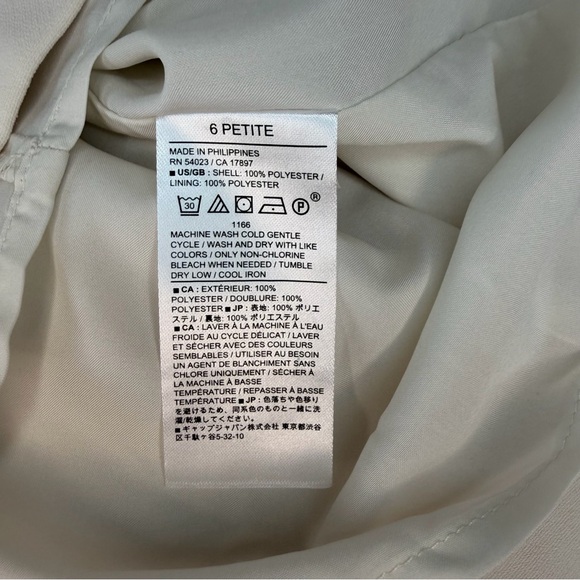 6 PETITE
MADE IN PHILIPPINES
RN 54023 / CA 17897
■ US/GB : SHELL: 100% POLYESTER /
LINING: 100% POLYESTER
30 P ®
1166
MACHINE WASH COLD GENTLE
CYCLE / WASH AND DRY WITH LIKE
COLORS / ONLY NON-CHLORINE
BLEACH WHEN NEEDED / TUMBLE
DRY LOW / COOL IRON
■ CA : EXTÉRIEUR: 100%
POLYESTER / DOUBLURE: 100%
POLYESTER ■ JP : 表地: 100% ポリエ
ステル / 裏地: 100% ポリエステル
■ CA : LAVER À LA MACHINE À L'EAU
FROIDE AU CYCLE DÉLICAT / LAVER
ET SÉCHER AVEC DES COULEURS
SEMBLABLES / UTILISER AU BESOIN
UN AGENT DE BLANCHIMENT SANS
CHLORE UNIQUEMENT / SÉCHER À
LA MACHINE À BASSE
TEMPÉRATURE / REPASSER À BASSE
TEMPÉRATURE ■ JP : 色落ちや色移り
を避けるため、同系色のものと一緒に洗
濯/乾燥してください。
■ ギャップジャパン株式会社 東京都渋谷
区千駄ヶ谷5-32-10